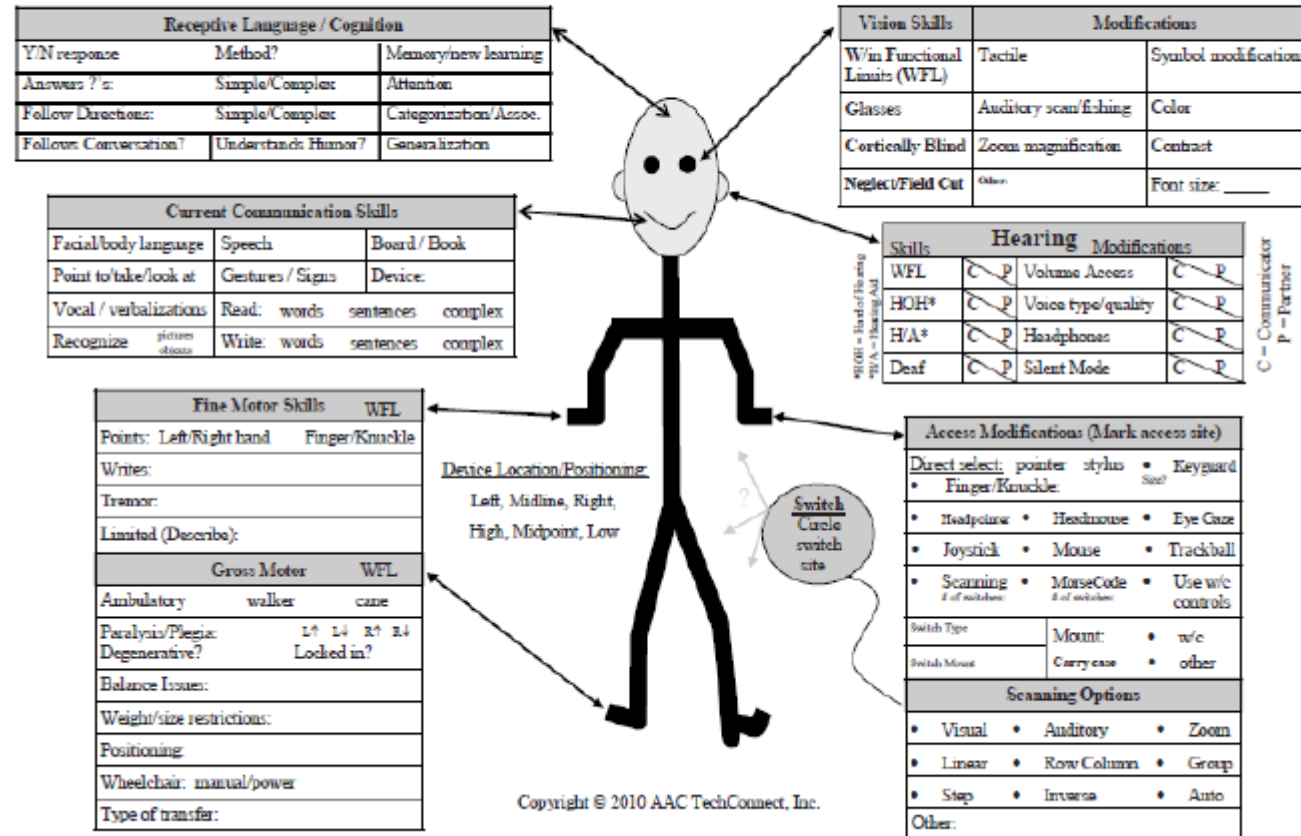 Receptive Language / Cognition
Y/N response Method? Memory/new learning
Answers ?'s: Simple/Complex Attention
Follow Directions: Simple/Complex Categorization/Assoc.
Follows Conversation? Understands Humor? Generalization
Vision Skills Modifications
W/in Functional Limits (WFL) Tactile Symbol modification
Glasses Auditory scan/fishing Color
Cortically Blind Zoom magnification Contrast
Neglect/Field Cut Other: Font size: _____
Current Communication Skills
Facial/body language Speech Board / Book
Point to/take/look at Gestures / Signs Device:
Vocal / verbalizations Read: words sentences complex
Recognize pictures objects Write: words sentences complex
Skills Hearing Modifications
WFL C P Volume Access C P
HOH* C P Voice type/quality C P
H/A* C P Headphones C P
Deaf C P Silent Mode C P
*HOH = Hard of Hearing
*H/A = Hearing Aid
C = Communicator
P = Partner
Fine Motor Skills WFL
Points: Left/Right hand Finger/Knuckle
Writes:
Tremor:
Limited (Describe):
Gross Motor WFL
Ambulatory walker cane
Paralysis/Plegia: L↑ L↓ R↑ R↓
Degenerative? Locked in?
Balance Issues:
Weight/size restrictions:
Positioning:
Wheelchair: manual/power
Type of transfer:
Device Location/Positioning:
Left, Midline, Right,
High, Midpoint, Low
?
Switch
Circle
switch
site
Access Modifications (Mark access site)
Direct select: pointer stylus • Keyguard
Size?
• Finger/Knuckle:
• Headpointer • Headmouse • Eye Gaze
• Joystick • Mouse • Trackball
• Scanning • MorseCode • Use w/c
# of switches: # of switches: controls
Switch Type Mount: • w/c
Switch Mount Carry case • other
Scanning Options
• Visual • Auditory • Zoom
• Linear • Row Column • Group
• Step • Inverse • Auto
Other:
Copyright © 2010 AAC TechConnect, Inc.